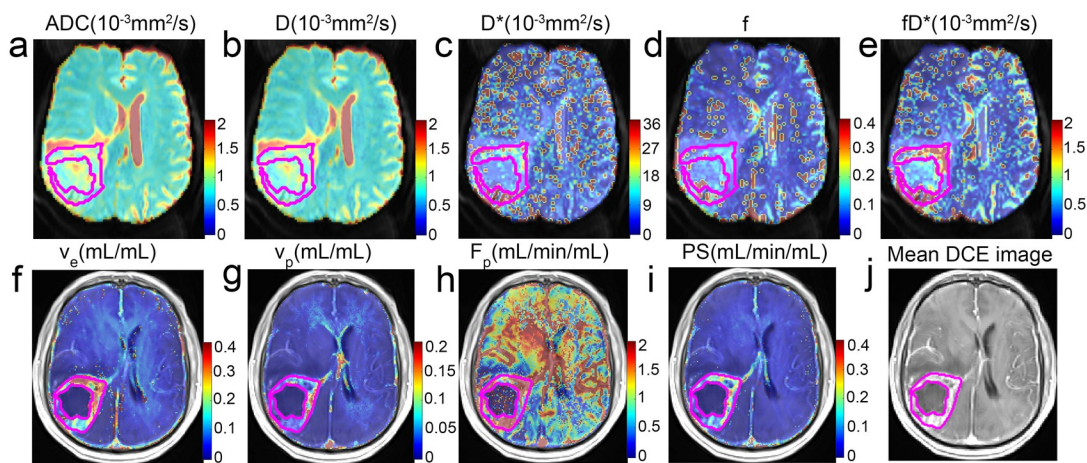 ADC(10⁻³mm²/s)
D(10⁻³mm²/s)
D*(10⁻³mm²/s)
f
fD*(10⁻³mm²/s)
a
b
c
d
e
2
1.5
1
0.5
0
2
1.5
1
0.5
0
36
27
18
9
0
0.4
0.3
0.2
0.1
0
2
1.5
1
0.5
0
vₑ(mL/mL)
vₚ(mL/mL)
Fₚ(mL/min/mL)
PS(mL/min/mL)
Mean DCE image
f
g
h
i
j
0.4
0.3
0.2
0.1
0
0.2
0.15
0.1
0.05
0
2
1.5
1
0.5
0
0.4
0.3
0.2
0.1
0